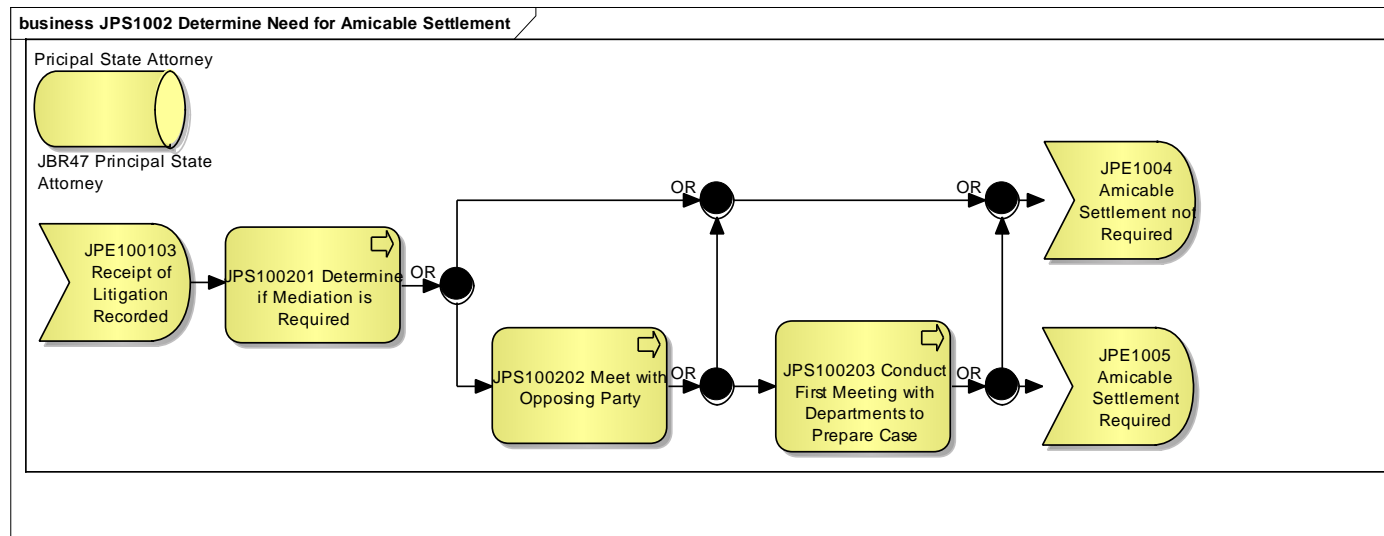 business JPS1002 Determine Need for Amicable Settlement
Pricipal State Attorney
JBR47 Principal State
Attorney
JPE100103
Receipt of
Litigation
Recorded
JPS100201 Determine
if Mediation is
Required
OR
OR
OR
JPE1004
Amicable
Settlement not
Required
JPS100202 Meet with
Opposing Party
OR
JPS100203 Conduct
First Meeting with
Departments to
Prepare Case
OR
JPE1005
Amicable
Settlement
Required